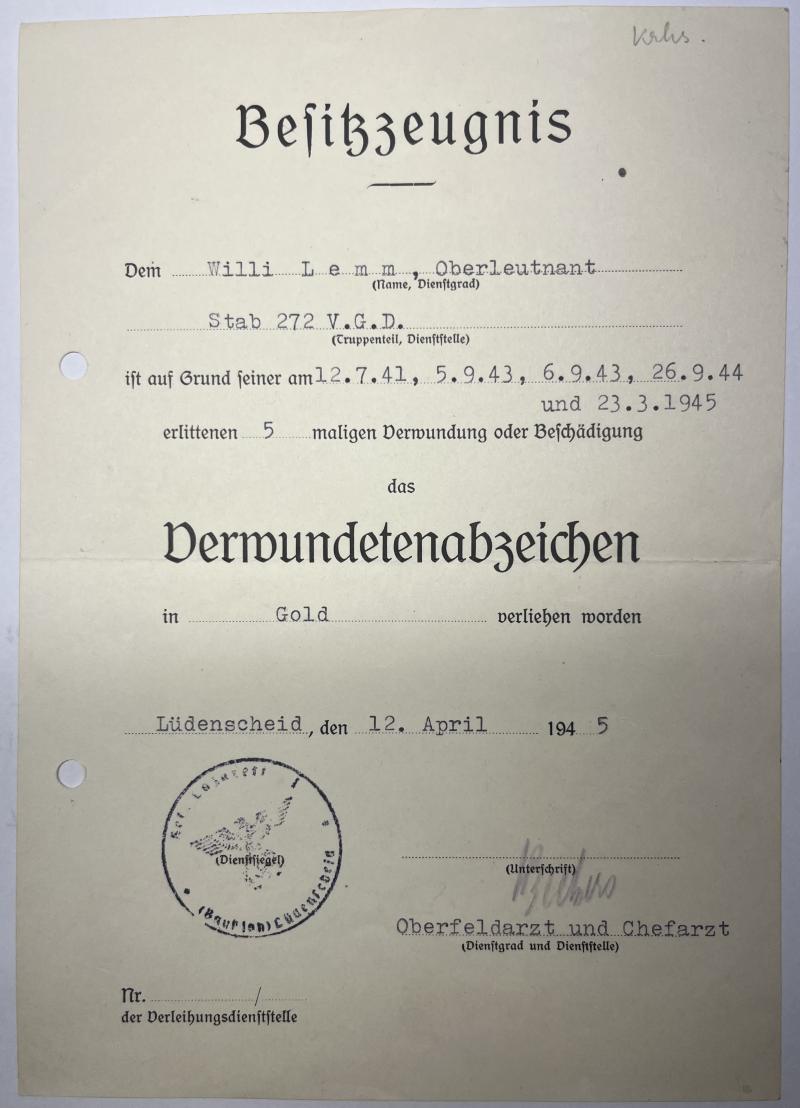 Besitzzeugnis
Dem Willi Lemm, Oberleutnant
(Name, Dienstgrad)
Stab 272 V.G.D.
(Truppenteil, Dienststelle)
ist auf Grund seiner am 12.7.41, 5.9.43, 6.9.43, 26.9.44
und 23.3.1945
erlittenen 5 maligen Verwundung oder Beschädigung
das
Verwundetenabzeichen
in Gold verliehen worden
Lüdenscheid, den 12. April 1945
Lüdenscheid
(Dienstsiegel)
(Unterschrift)
Oberfeldarzt und Chefarzt
(Dienstgrad und Dienststelle)
Nr. /
der Verleihungsdienststelle